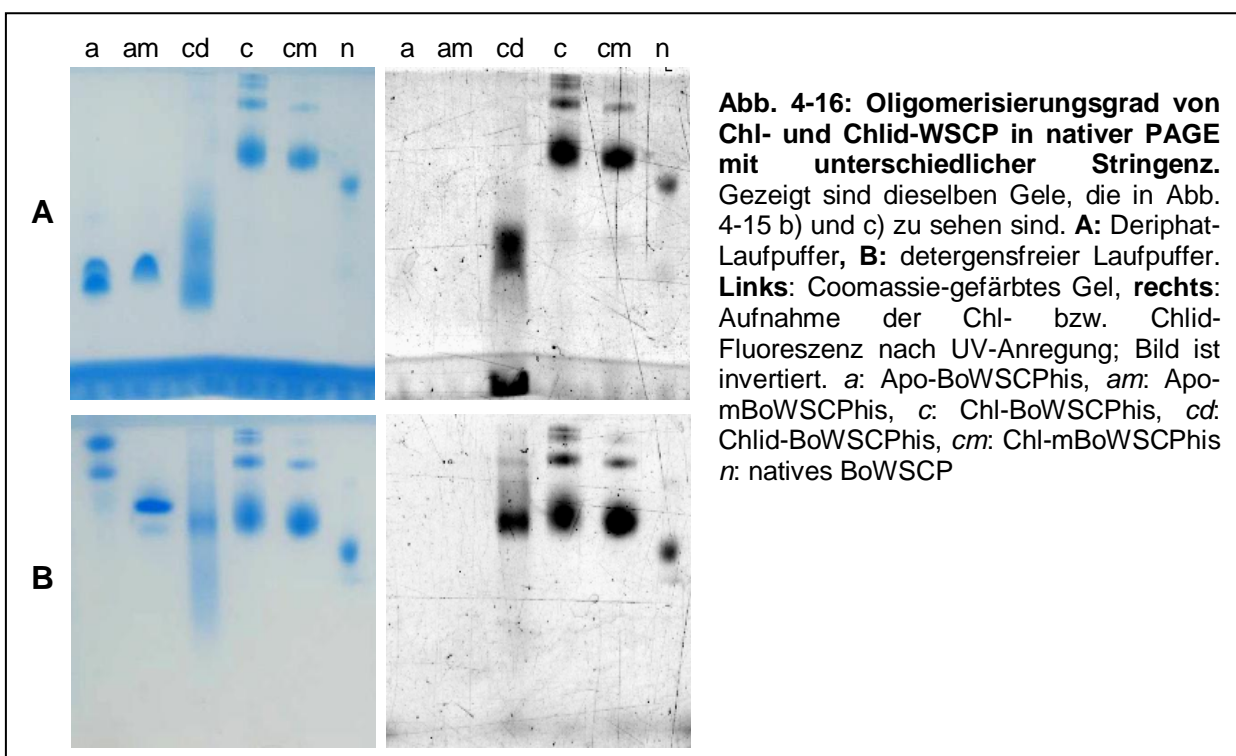 a am cd c cm n a am cd c cm n
A
B
Abb. 4-16: Oligomerisierungsgrad von
Chl- und Chlid-WSCP in nativer PAGE
mit unterschiedlicher Stringenz.
Gezeigt sind dieselben Gele, die in Abb.
4-15 b) und c) zu sehen sind. A: Deriphat-
Laufpuffer, B: detergensfreier Laufpuffer.
Links: Coomassie-gefärbtes Gel, rechts:
Aufnahme der Chl- bzw. Chlid-
Fluoreszenz nach UV-Anregung; Bild ist
invertiert. a: Apo-BoWSCPhis, am: Apo-
mBoWSCPhis, c: Chl-BoWSCPhis, cd:
Chlid-BoWSCPhis, cm: Chl-mBoWSCPhis
n: natives BoWSCP